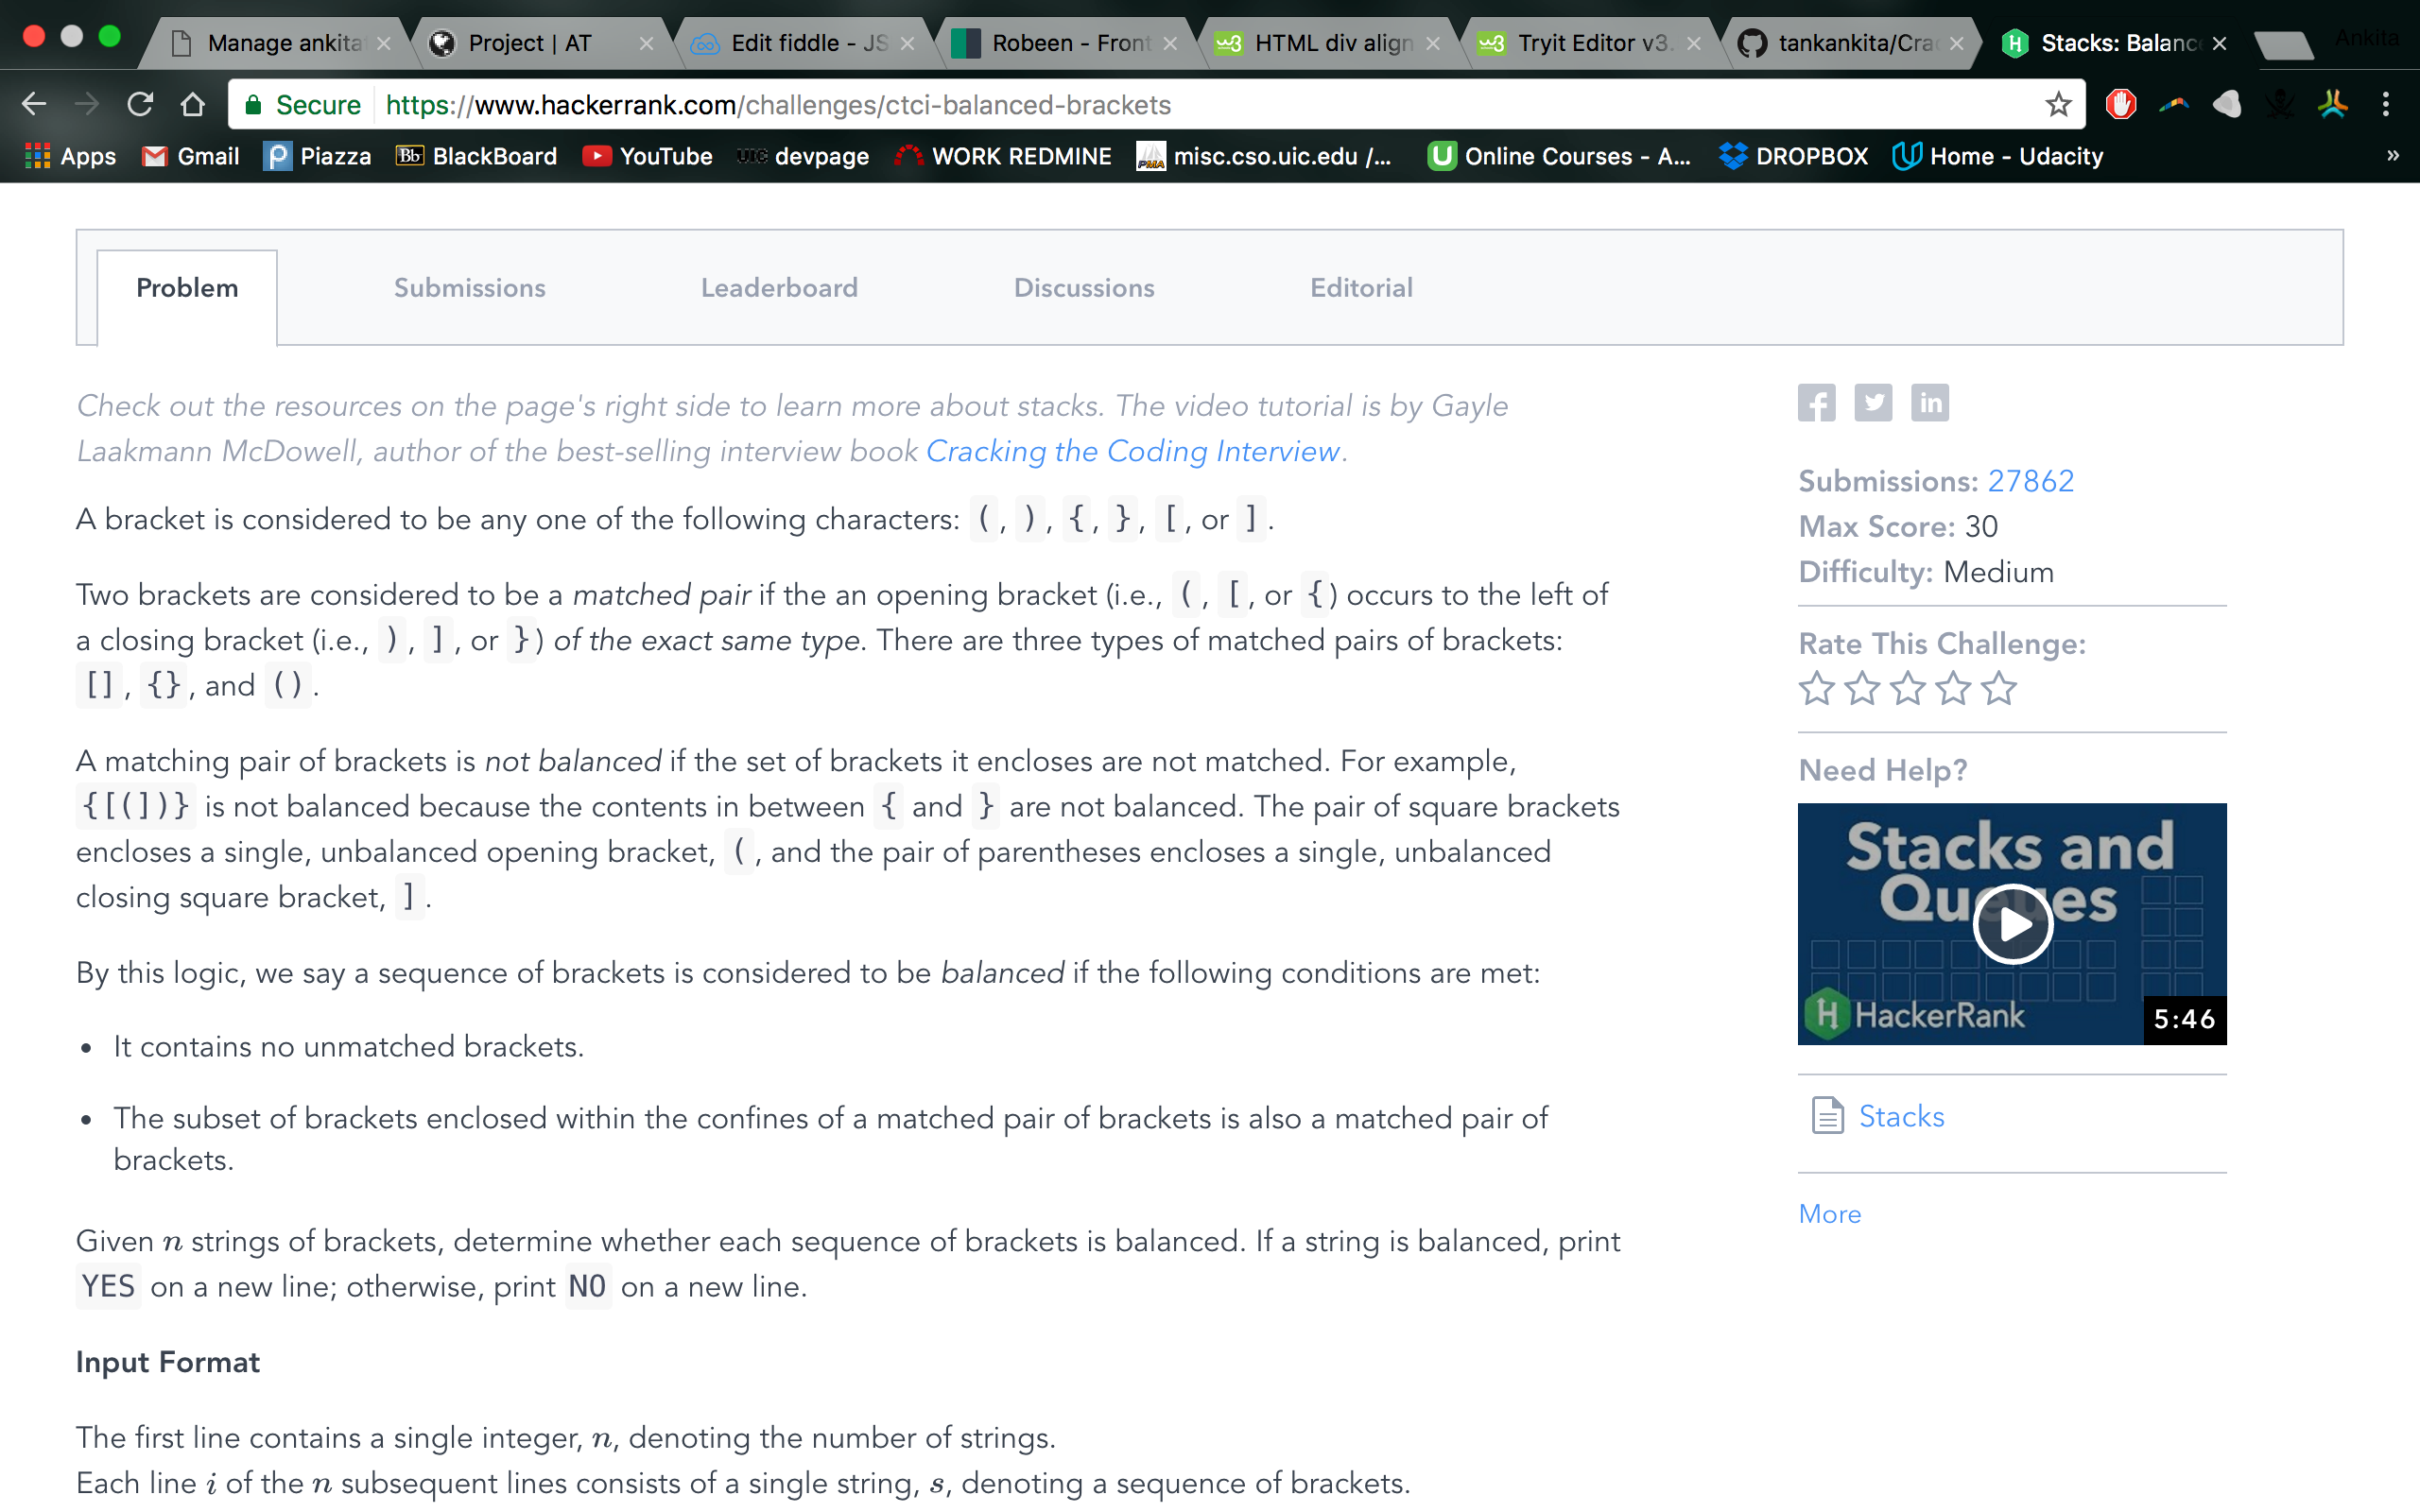 Manage ankita
Project | AT
Edit fiddle - JS
Robeen - Front
HTML div align
Tryit Editor v3.
tankankita/Cra
Stacks: Balanc
Ankita
Secure https://www.hackerrank.com/challenges/ctci-balanced-brackets
Apps Gmail Piazza Bb BlackBoard YouTube UIC devpage WORK REDMINE PMA misc.cso.uic.edu /... Online Courses - A... DROPBOX Home - Udacity »
Problem Submissions Leaderboard Discussions Editorial
Check out the resources on the page's right side to learn more about stacks. The video tutorial is by Gayle
Laakmann McDowell, author of the best-selling interview book Cracking the Coding Interview.
A bracket is considered to be any one of the following characters: (, ), {, }, [, or ].
Two brackets are considered to be a matched pair if the an opening bracket (i.e., (, [, or {) occurs to the left of
a closing bracket (i.e., ), ], or }) of the exact same type. There are three types of matched pairs of brackets:
[], {}, and ().
A matching pair of brackets is not balanced if the set of brackets it encloses are not matched. For example,
{[(])} is not balanced because the contents in between { and } are not balanced. The pair of square brackets
encloses a single, unbalanced opening bracket, (, and the pair of parentheses encloses a single, unbalanced
closing square bracket, ].
By this logic, we say a sequence of brackets is considered to be balanced if the following conditions are met:
• It contains no unmatched brackets.
• The subset of brackets enclosed within the confines of a matched pair of brackets is also a matched pair of
brackets.
Given n strings of brackets, determine whether each sequence of brackets is balanced. If a string is balanced, print
YES on a new line; otherwise, print NO on a new line.
Input Format
The first line contains a single integer, n, denoting the number of strings.
Each line i of the n subsequent lines consists of a single string, s, denoting a sequence of brackets.
Submissions: 27862
Max Score: 30
Difficulty: Medium
Rate This Challenge:
Need Help?
Stacks and
Queues
HackerRank
5:46
Stacks
More